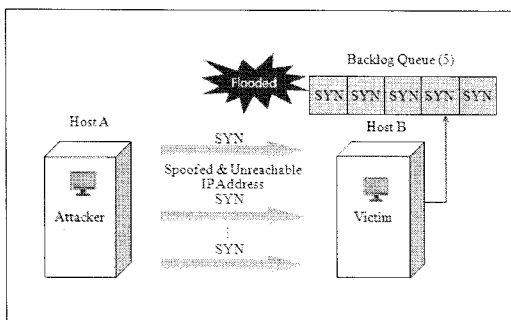 Backlog Queue (5)
Flooded
SYN SYN SYN SYN SYN
Host A
Host B
SYN
Spoofed & Unreachable
IP Address
SYN
⋮
SYN
Attacker
Victim